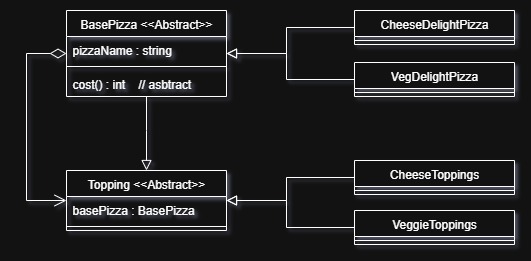 BasePizza <<Abstract>>
pizzaName : string
cost() : int // asbtract
CheeseDelightPizza
VegDelightPizza
Topping <<Abstract>>
basePizza : BasePizza
CheeseToppings
VeggieToppings